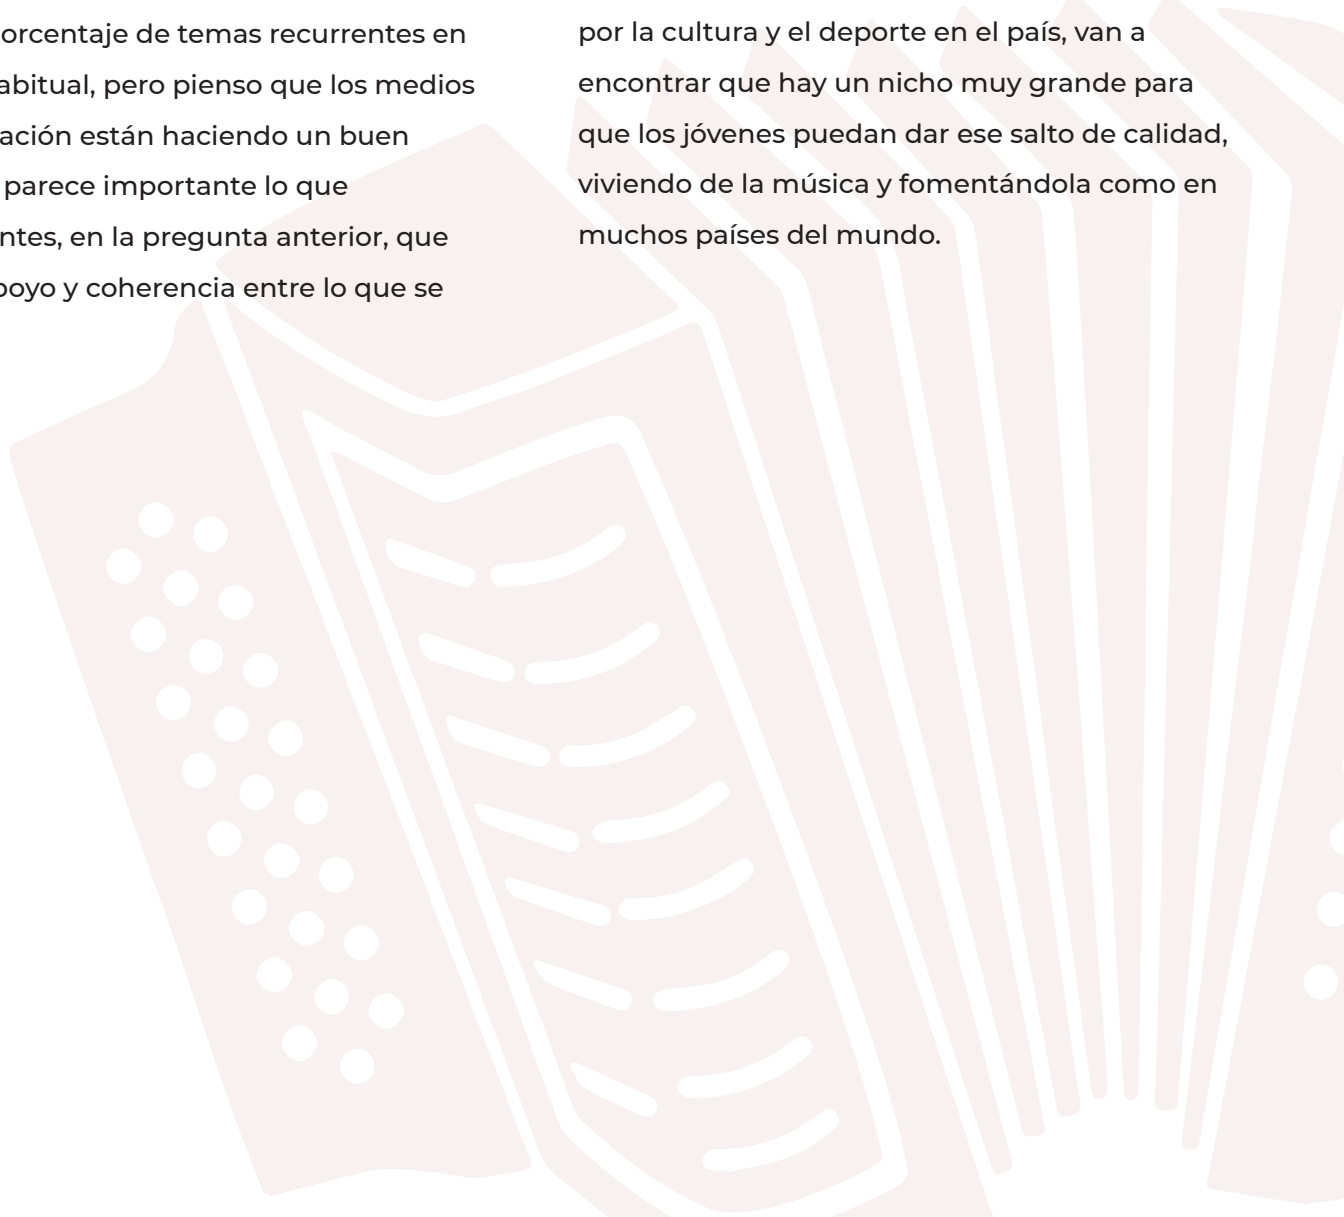 orcentaje de temas recurrentes en
abitual, pero pienso que los medios
ación están haciendo un buen
parece importante lo que
ntes, en la pregunta anterior, que
poyo y coherencia entre lo que se
por la cultura y el deporte en el país, van a
encontrar que hay un nicho muy grande para
que los jóvenes puedan dar ese salto de calidad,
viviendo de la música y fomentándola como en
muchos países del mundo.